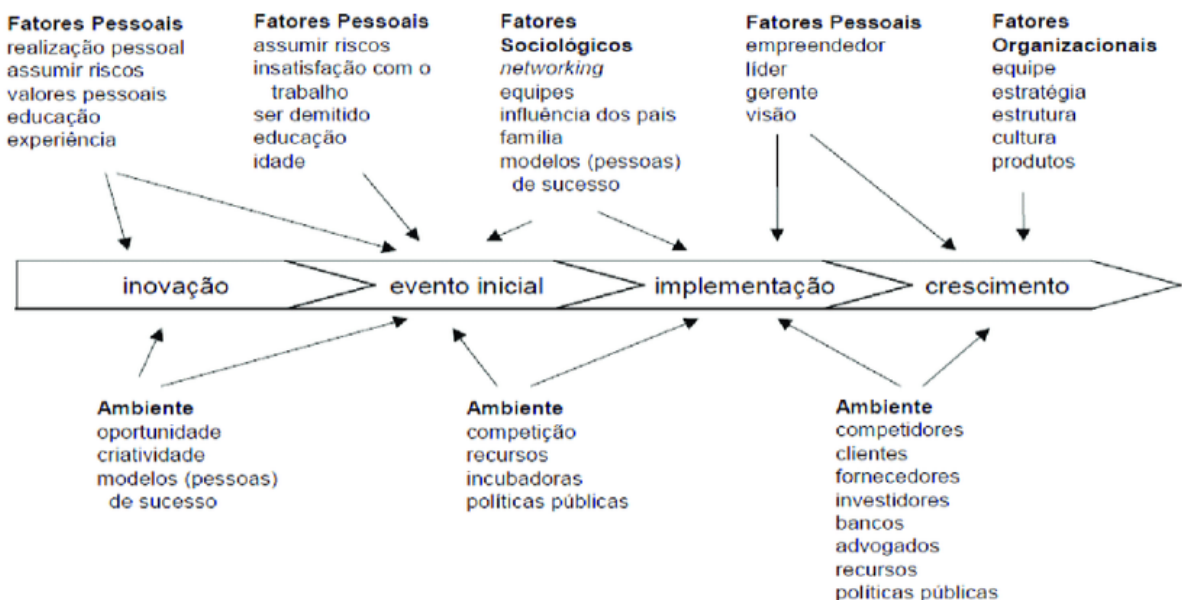 Fatores Pessoais
realização pessoal
assumir riscos
valores pessoais
educação
experiência
Fatores Pessoais
assumir riscos
insatisfação com o
trabalho
ser demitido
educação
idade
Fatores
Sociológicos
networking
equipes
influência dos pais
família
modelos (pessoas)
de sucesso
Fatores Pessoais
empreendedor
líder
gerente
visão
Fatores
Organizacionais
equipe
estratégia
estrutura
cultura
produtos
inovação
evento inicial
implementação
crescimento
Ambiente
oportunidade
criatividade
modelos (pessoas)
de sucesso
Ambiente
competição
recursos
incubadoras
políticas públicas
Ambiente
competidores
clientes
fornecedores
investidores
bancos
advogados
recursos
políticas públicas